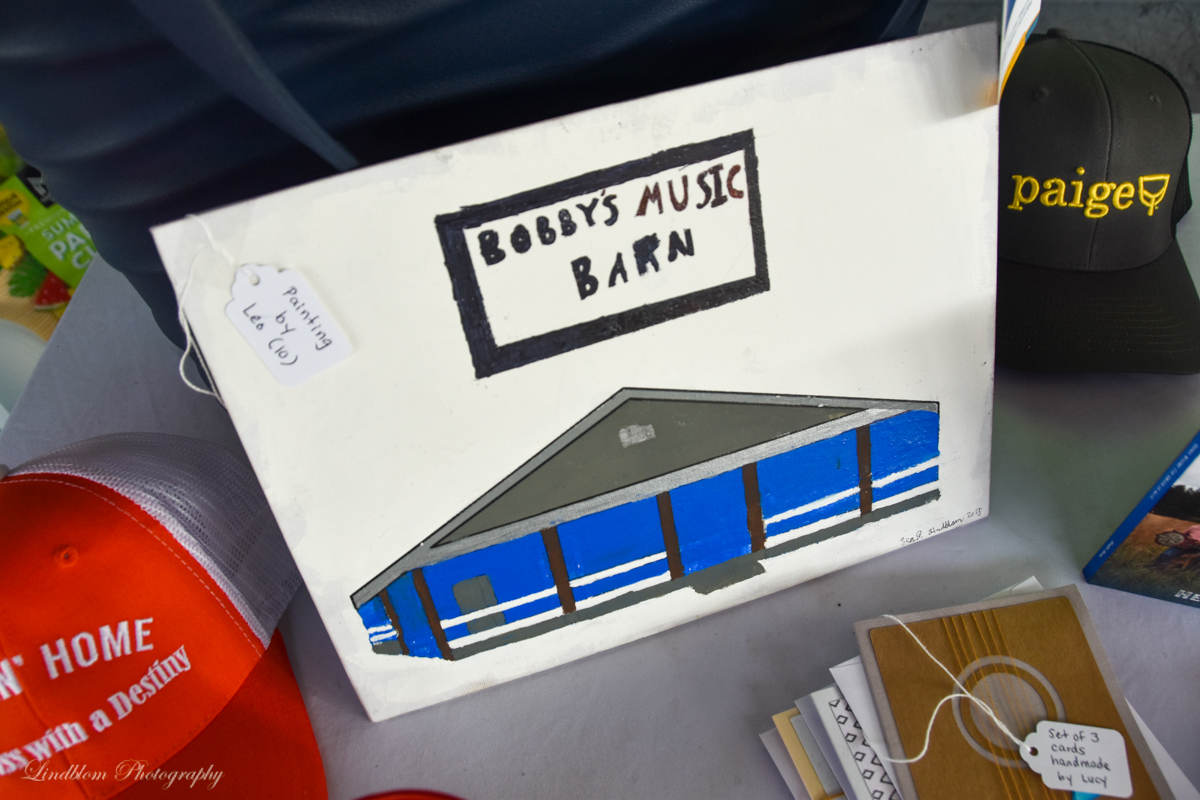 BOBBY'S MUSIC
BARN
Painting
by
Leo (10)
paige
N' HOME
ss with a Destiny
Set of 3
cards
handmade
by Lucy
Lindblom Photography